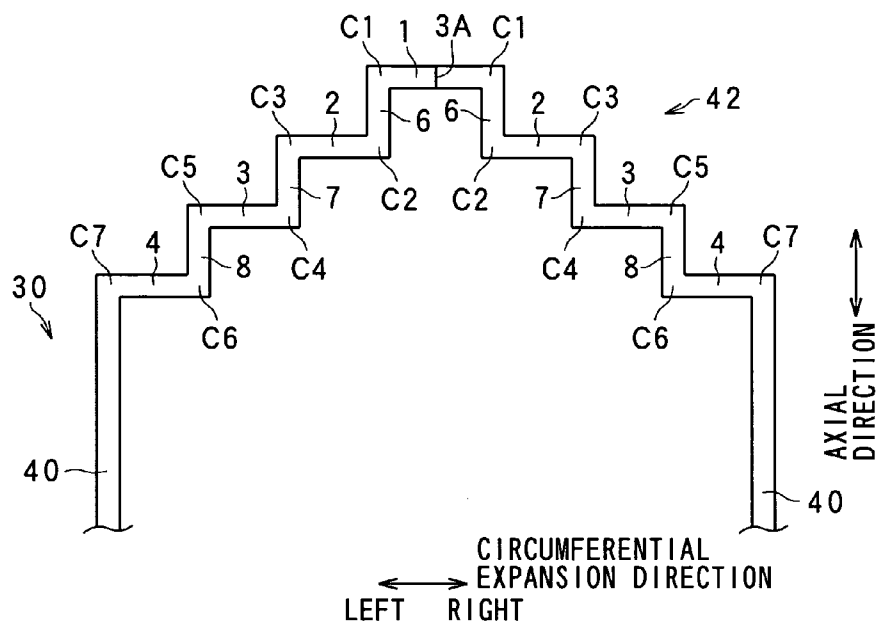 C1 1 3A C1
C3 2 6 6 2 C3 42
C5 3 7 C2 C2 7 3 C5
C7 4 8 C4 C4 8 4 C7
30 C6 C6
AXIAL
DIRECTION
40 40
CIRCUMFERENTIAL
EXPANSION DIRECTION
LEFT RIGHT